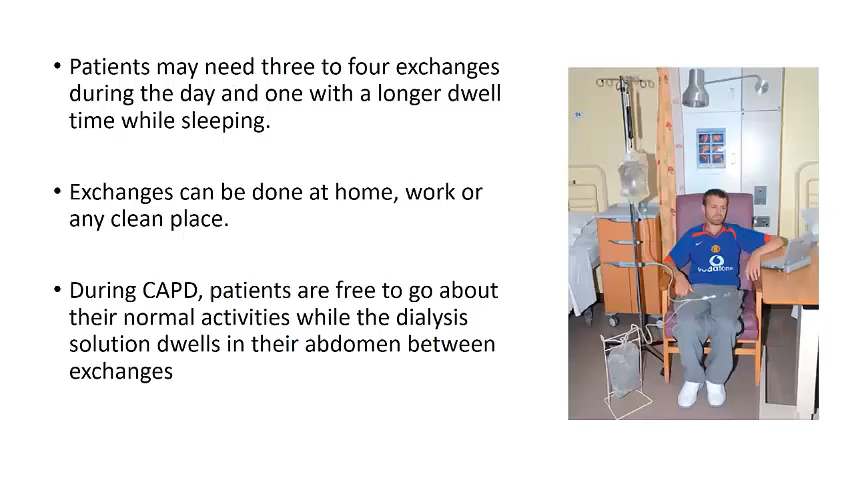 • Patients may need three to four exchanges
during the day and one with a longer dwell
time while sleeping.
• Exchanges can be done at home, work or
any clean place.
• During CAPD, patients are free to go about
their normal activities while the dialysis
solution dwells in their abdomen between
exchanges
vodafone